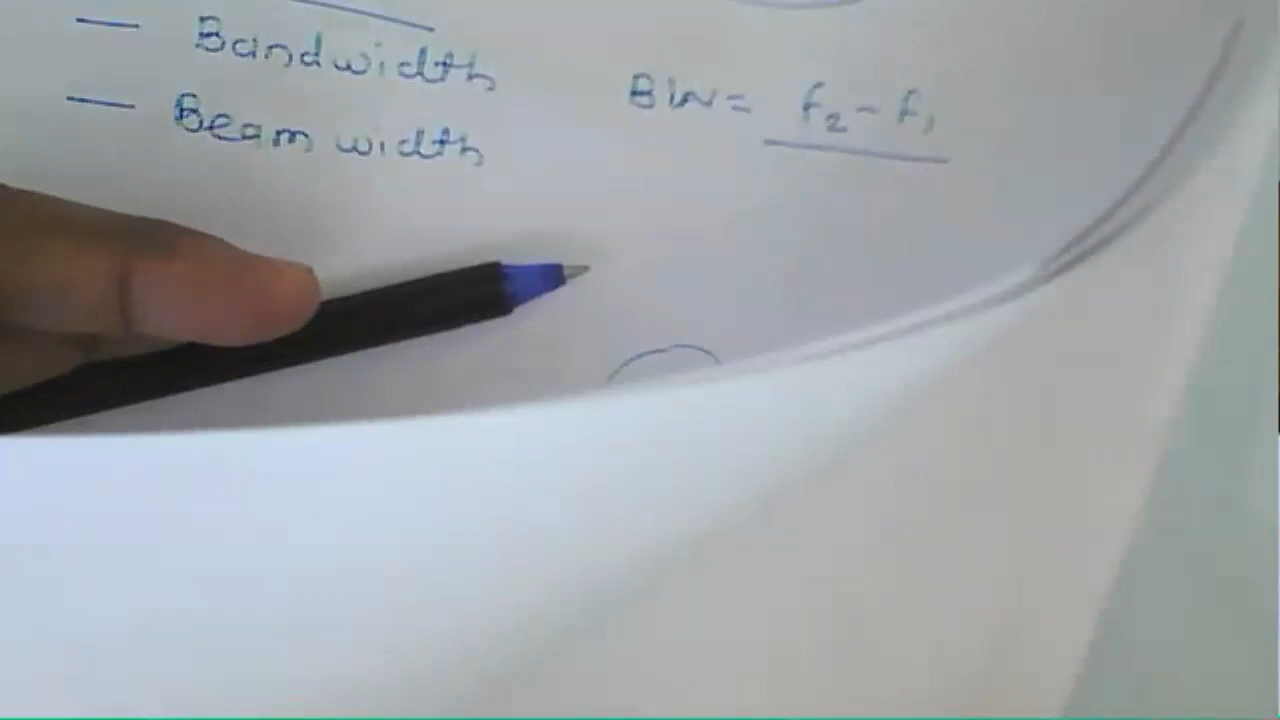 — Bandwidth
BW = f₂ - f₁
— Beam width